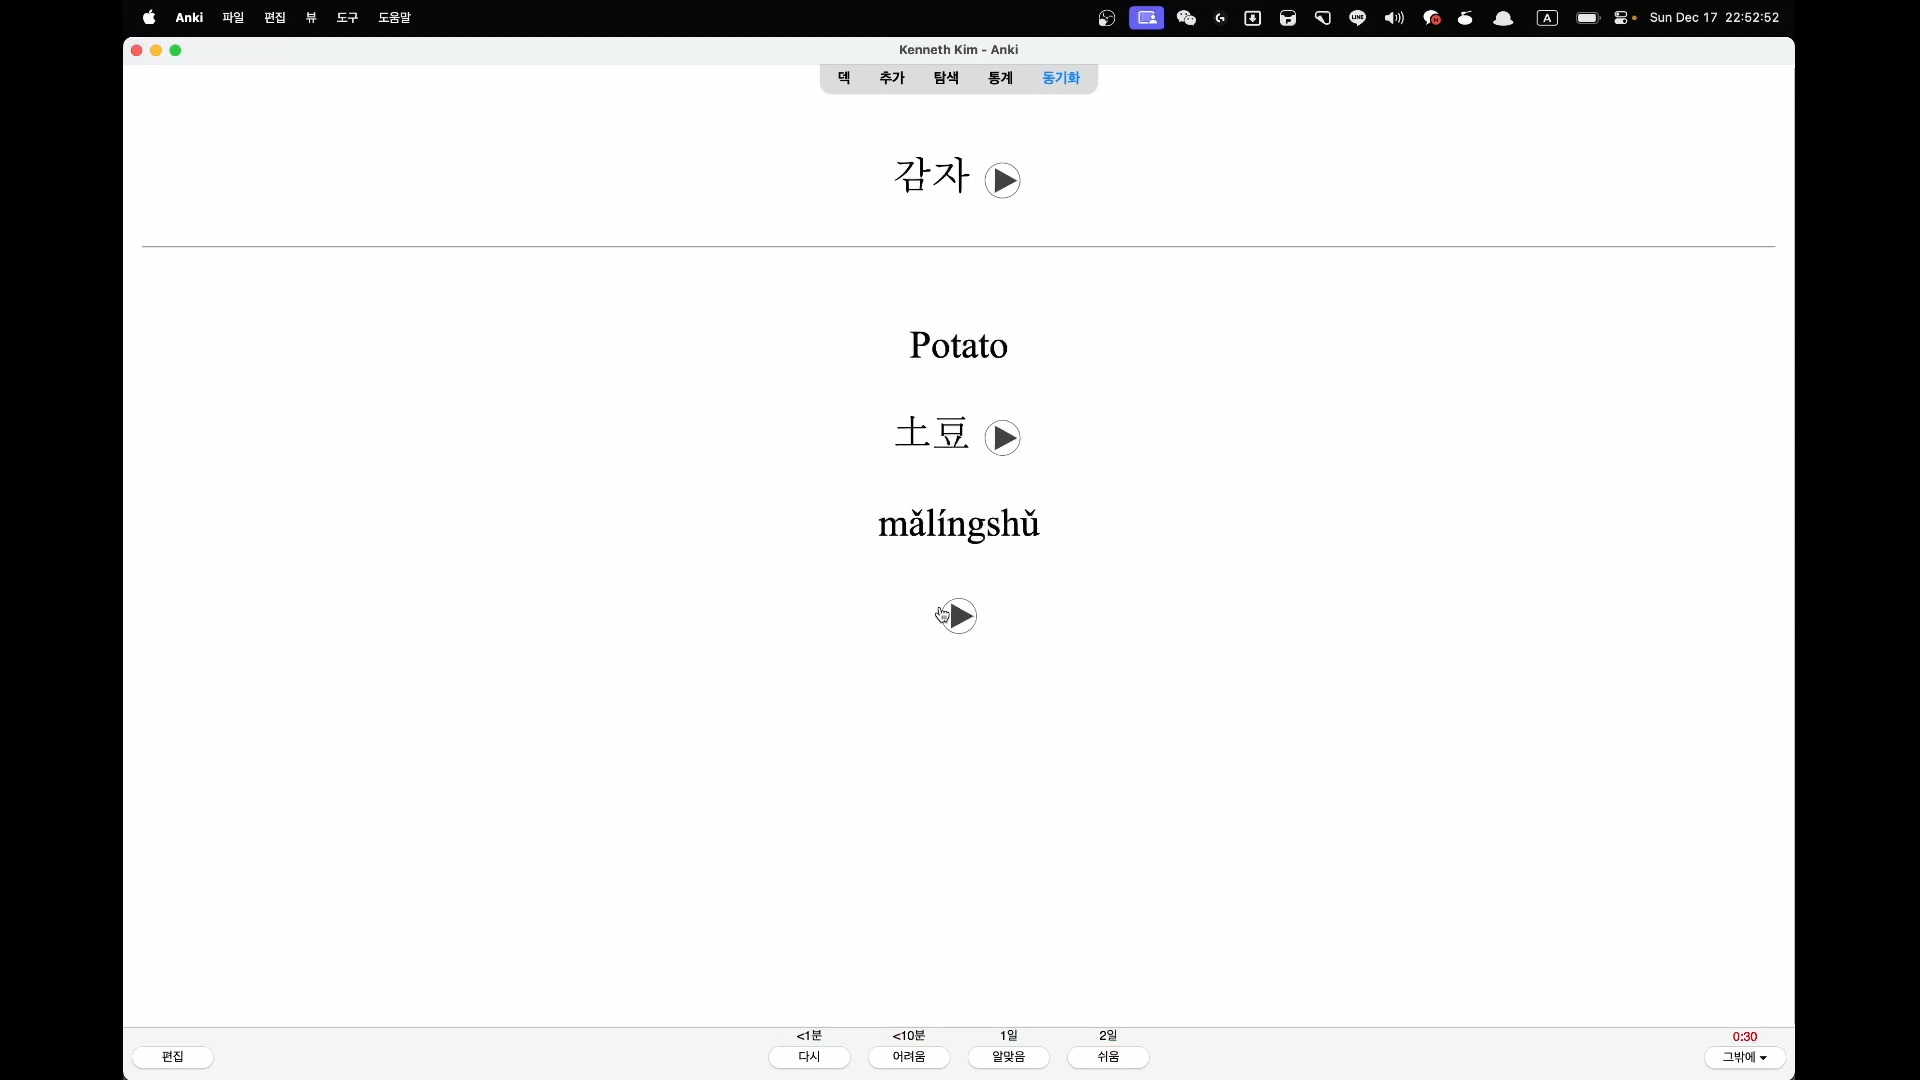 Anki 파일 편집 뷰 도구 도움말 A Sun Dec 17 22:52:52
Kenneth Kim - Anki
덱 추가 탐색 통계 동기화
감자
Potato
土豆
mǎlíngshǔ
<1분 <10분 1일 2일 0:30
편집 다시 어려움 알맞음 쉬움 그밖에